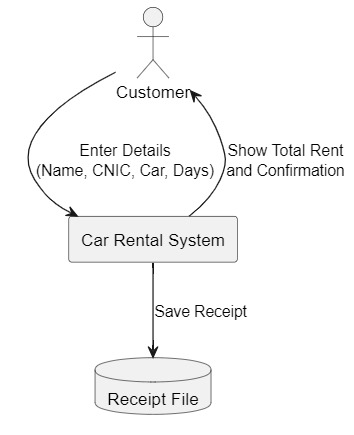 Customer
Enter Details
(Name, CNIC, Car, Days)
Show Total Rent
and Confirmation
Car Rental System
Save Receipt
Receipt File